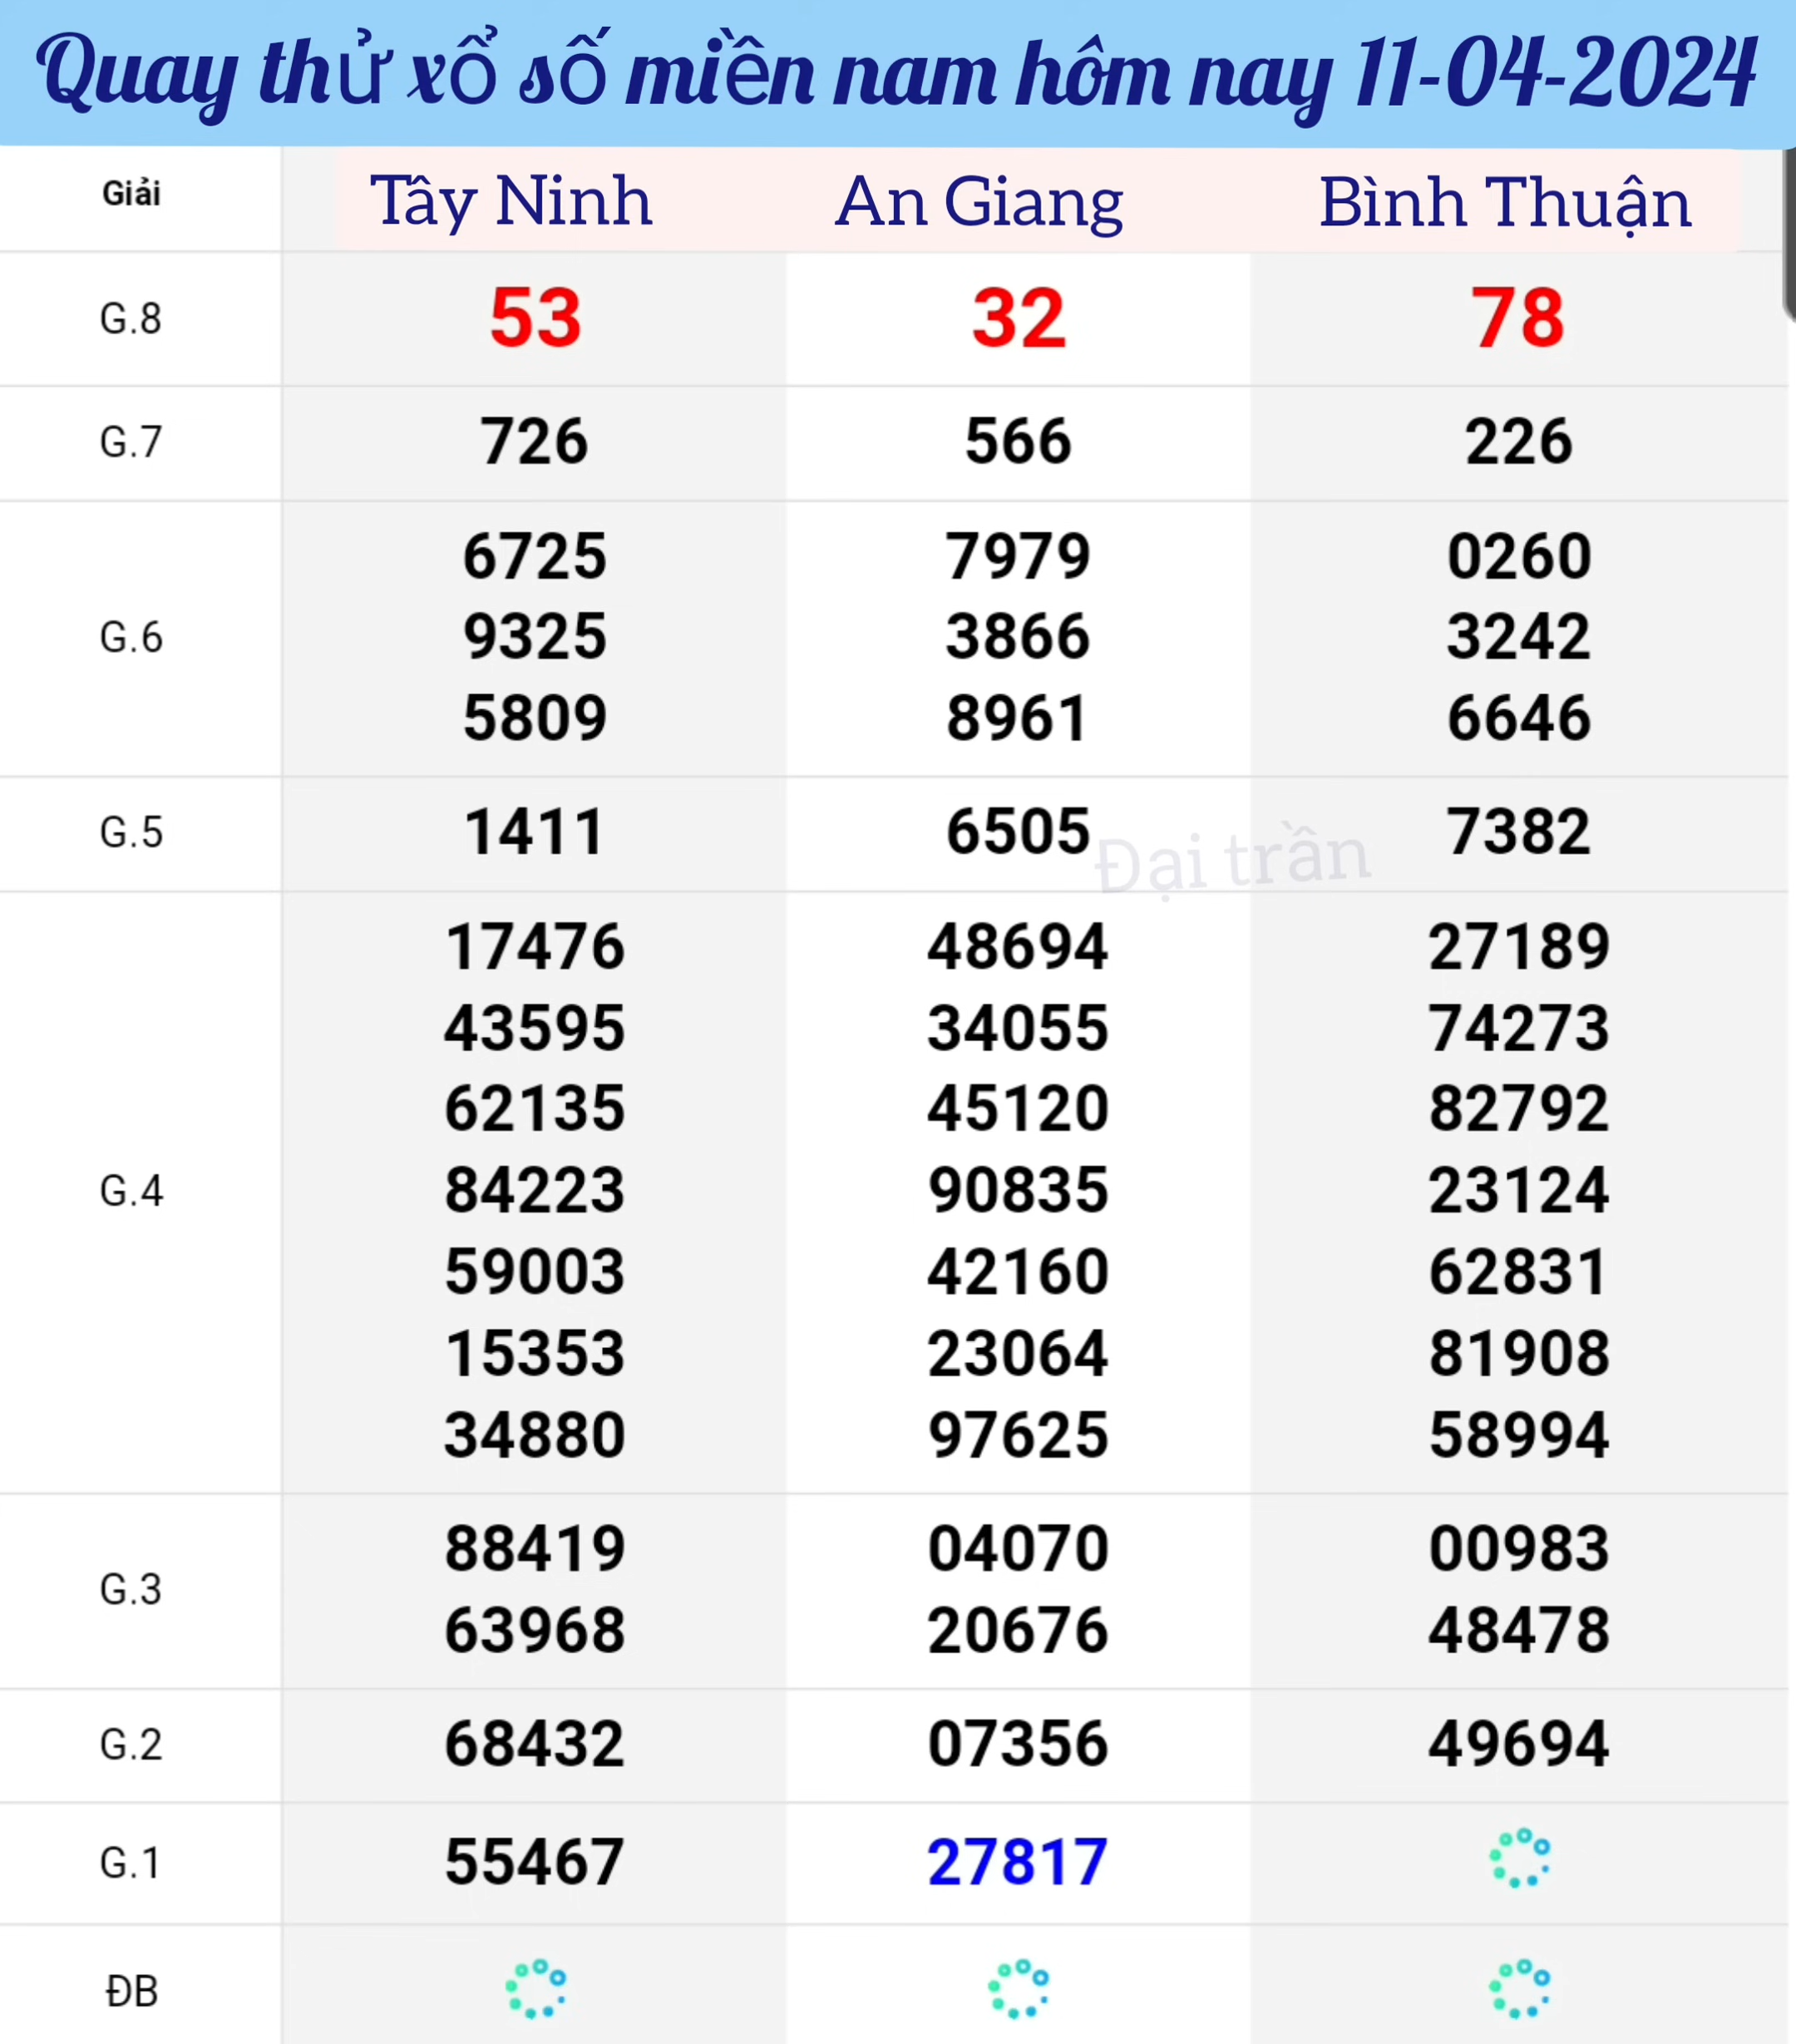 Quay thử xổ số miền nam hôm nay 11-04-2024
Giải Tây Ninh An Giang Bình Thuận
G.8 53 32 78
G.7 726 566 226
6725 7979 0260
G.6 9325 3866 3242
5809 8961 6646
G.5 1411 6505 7382
Đại trần
17476 48694 27189
43595 34055 74273
62135 45120 82792
G.4 84223 90835 23124
59003 42160 62831
15353 23064 81908
34880 97625 58994
88419 04070 00983
G.3
63968 20676 48478
G.2 68432 07356 49694
G.1 55467 27817
ĐB